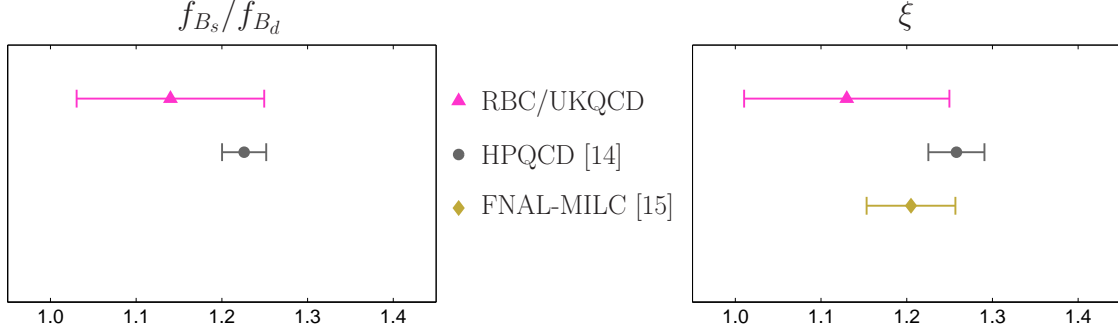 f_{B_s}/f_{B_d}
ξ
RBC/UKQCD
HPQCD [14]
FNAL-MILC [15]
1.0 1.1 1.2 1.3 1.4
1.0 1.1 1.2 1.3 1.4